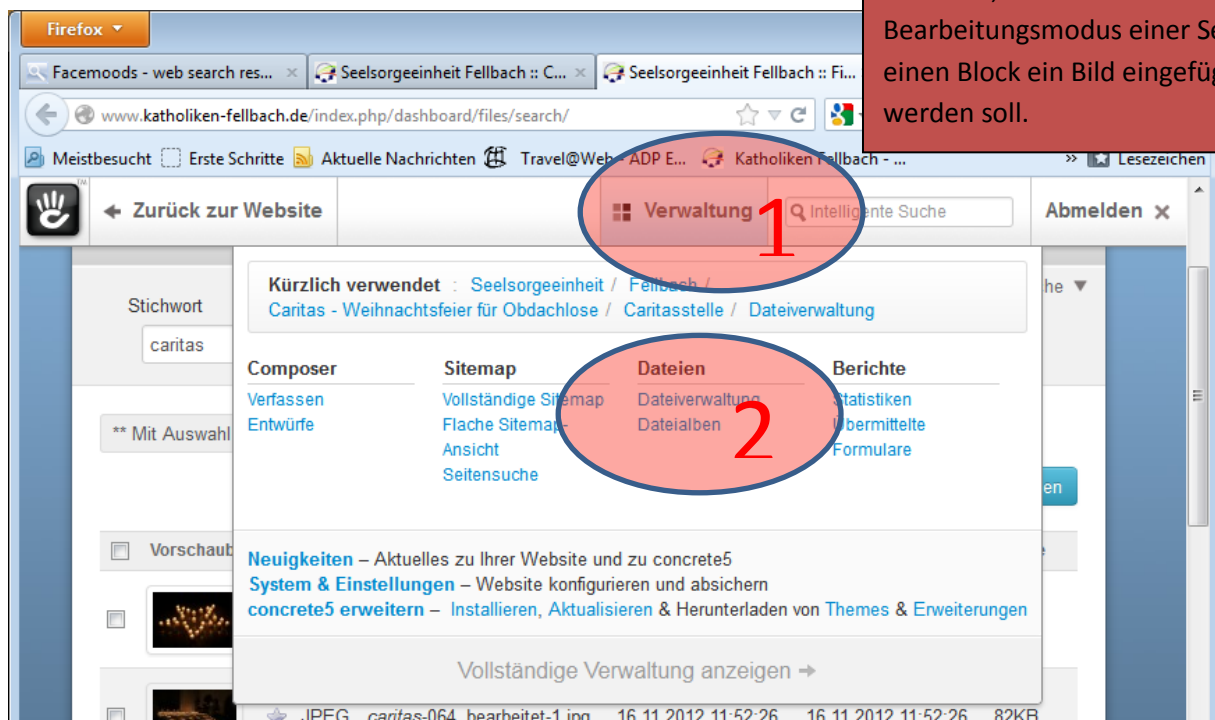 Bearbeitungsmodus einer
einen Block ein Bild
werden soll.
Firefox
Facemoods - web search res...
Seelsorgeeinheit Fellbach :: C...
Seelsorgeeinheit Fellbach :: Fi...
www.katholiken-fellbach.de/index.php/dashboard/files/search/
Meistbesucht Erste Schritte Aktuelle Nachrichten Travel@Web - ADP E... Katholiken Fellbach - ... » Lesezeichen
Zurück zur Website Verwaltung Intelligente Suche Abmelden
1
Kürzlich verwendet : Seelsorgeeinheit / Fellbach /
Caritas - Weihnachtsfeier für Obdachlose / Caritasstelle / Dateiverwaltung
Stichwort
caritas
Composer
Verfassen
Entwürfe
Sitemap
Vollständige Sitemap
Flache Sitemap-
Ansicht
Seitensuche
Dateien
Dateiverwaltung
Dateialben
2
Berichte
Statistiken
Übermittelte
Formulare
** Mit Auswahl
Neuigkeiten – Aktuelles zu Ihrer Website und zu concrete5
System & Einstellungen – Website konfigurieren und absichern
concrete5 erweitern – Installieren, Aktualisieren & Herunterladen von Themes & Erweiterungen
Vollständige Verwaltung anzeigen
JPEG caritas-064_bearbeitet-1.jpg 16.11.2012 11:52:26 16.11.2012 11:52:26 82KB